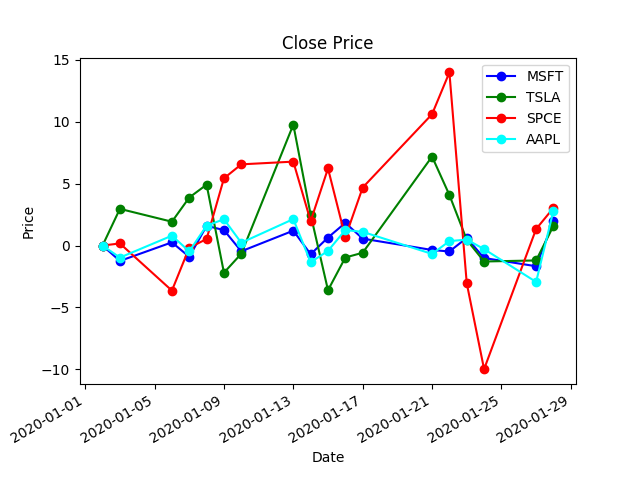 Close Price
MSFT
TSLA
SPCE
AAPL
15
10
5
0
−5
−10
Price
2020-01-01
2020-01-05
2020-01-09
2020-01-13
2020-01-17
2020-01-21
2020-01-25
2020-01-29
Date